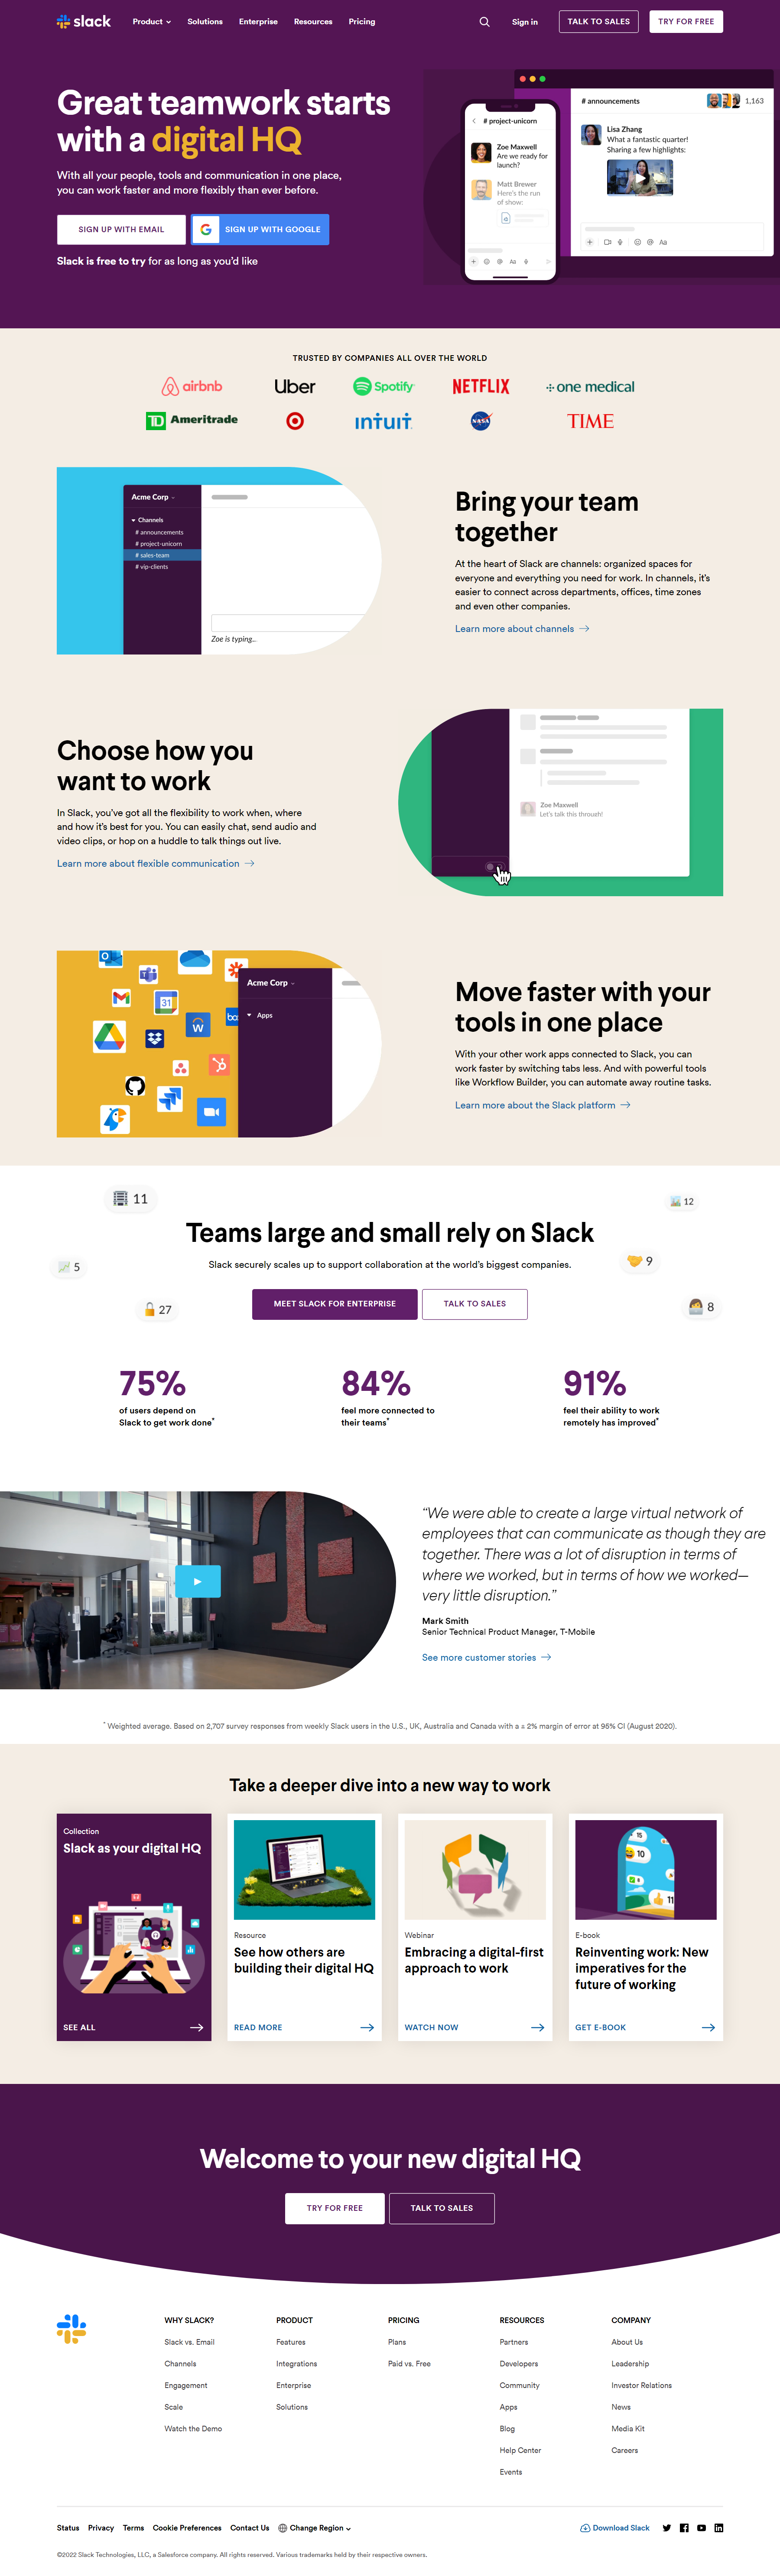 slack
Product
Solutions
Enterprise
Resources
Pricing
Sign in
TALK TO SALES
TRY FOR FREE
Great teamwork starts
with a digital HQ
With all your people, tools and communication in one place,
you can work faster and more flexibly than ever before.
SIGN UP WITH EMAIL
SIGN UP WITH GOOGLE
Slack is free to try for as long as you’d like
# project-unicorn
Zoe Maxwell
Are we ready for
launch?
Matt Brewer
Here's the run
of show:
Aa
# announcements
1,163
Lisa Zhang
What a fantastic quarter!
Sharing a few highlights:
Aa
TRUSTED BY COMPANIES ALL OVER THE WORLD
airbnb
Uber
Spotify
NETFLIX
one medical
TD Ameritrade
intuit
NASA
TIME
Acme Corp
Channels
# announcements
# project-unicorn
# sales-team
# vip-clients
Zoe is typing...
Bring your team
together
At the heart of Slack are channels: organized spaces for
everyone and everything you need for work. In channels, it’s
easier to connect across departments, offices, time zones
and even other companies.
Learn more about channels
Choose how you
want to work
In Slack, you’ve got all the flexibility to work when, where
and how it’s best for you. You can easily chat, send audio and
video clips, or hop on a huddle to talk things out live.
Learn more about flexible communication
Zoe Maxwell
Let's talk this through!
31
Acme Corp
Apps
Move faster with your
tools in one place
With your other work apps connected to Slack, you can
work faster by switching tabs less. And with powerful tools
like Workflow Builder, you can automate away routine tasks.
Learn more about the Slack platform
11
12
Teams large and small rely on Slack
5
Slack securely scales up to support collaboration at the world’s biggest companies.
9
27
MEET SLACK FOR ENTERPRISE
TALK TO SALES
8
75%
of users depend on
Slack to get work done*
84%
feel more connected to
their teams*
91%
feel their ability to work
remotely has improved*
“We were able to create a large virtual network of
employees that can communicate as though they are
together. There was a lot of disruption in terms of
where we worked, but in terms of how we worked—
very little disruption.”
Mark Smith
Senior Technical Product Manager, T-Mobile
See more customer stories
* Weighted average. Based on 2,707 survey responses from weekly Slack users in the U.S., UK, Australia and Canada with a ± 2% margin of error at 95% CI (August 2020).
Take a deeper dive into a new way to work
Collection
Slack as your digital HQ
SEE ALL
Resource
See how others are
building their digital HQ
READ MORE
Webinar
Embracing a digital-first
approach to work
WATCH NOW
15
10
8
11
E-book
Reinventing work: New
imperatives for the
future of working
GET E-BOOK
Welcome to your new digital HQ
TRY FOR FREE
TALK TO SALES
WHY SLACK?
Slack vs. Email
Channels
Engagement
Scale
Watch the Demo
PRODUCT
Features
Integrations
Enterprise
Solutions
PRICING
Plans
Paid vs. Free
RESOURCES
Partners
Developers
Community
Apps
Blog
Help Center
Events
COMPANY
About Us
Leadership
Investor Relations
News
Media Kit
Careers
Status
Privacy
Terms
Cookie Preferences
Contact Us
Change Region
Download Slack
©2022 Slack Technologies, LLC, a Salesforce company. All rights reserved. Various trademarks held by their respective owners.